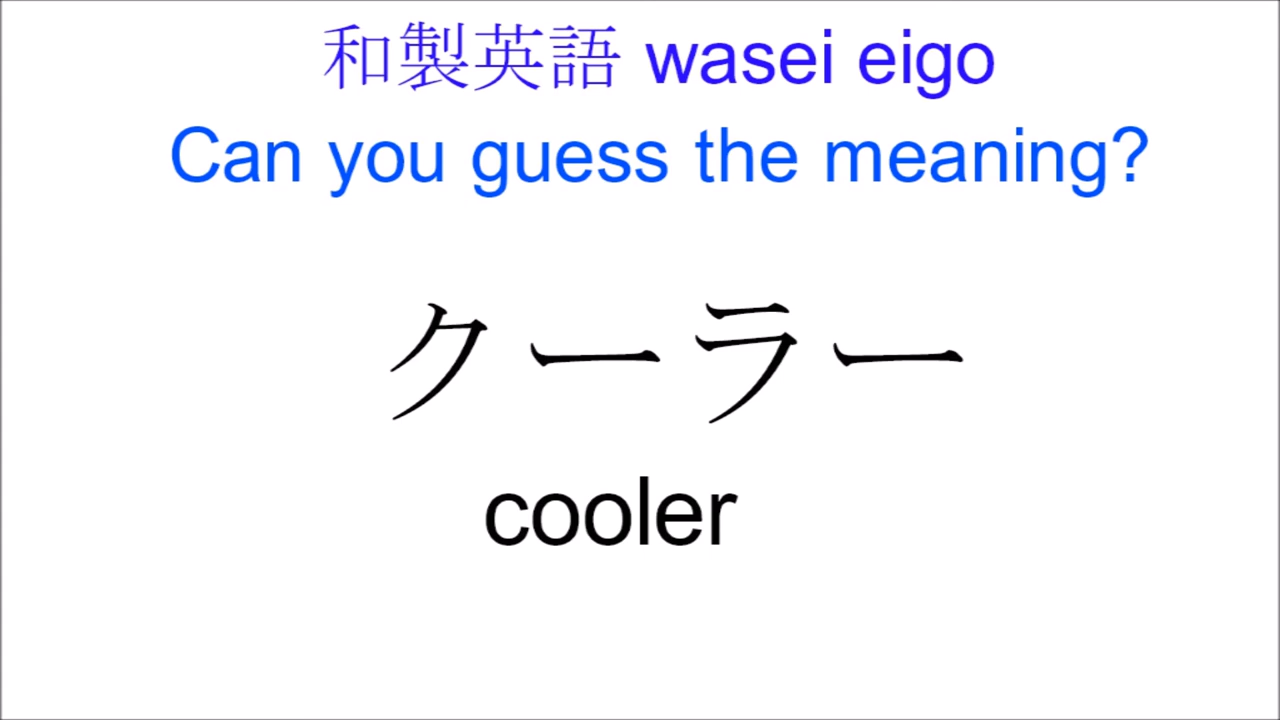 和製英語 wasei eigo
Can you guess the meaning?
クーラー
cooler